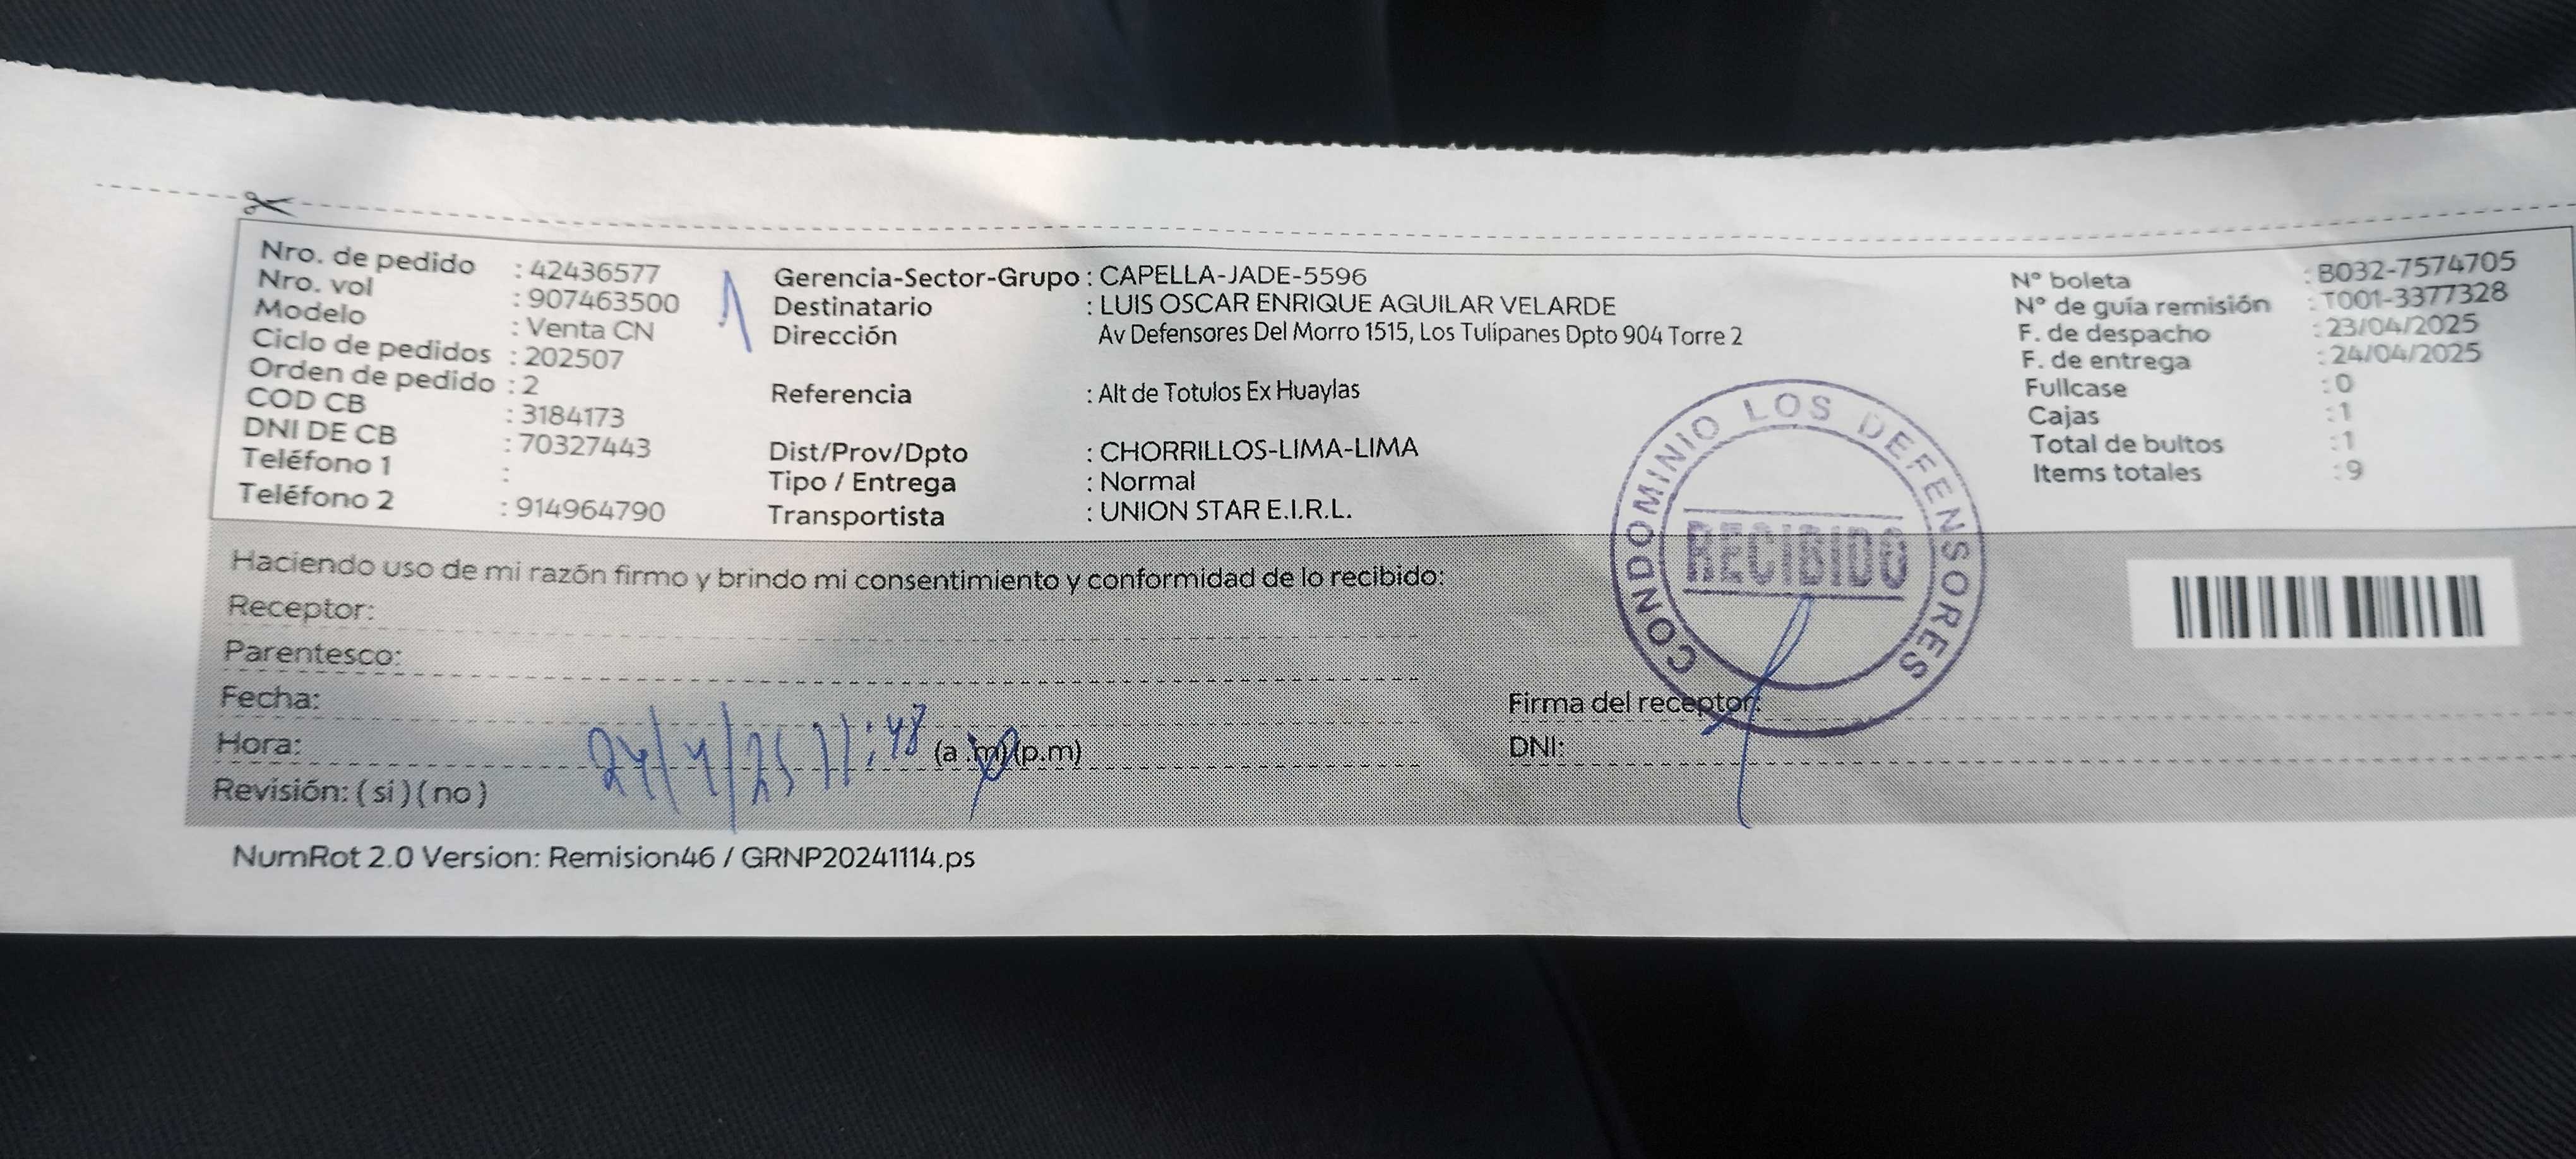 Nro. de pedido : 42436577
Nro. vol : 907463500
Modelo : Venta CN
Ciclo de pedidos : 202507
Orden de pedido : 2
COD CB : 3184173
DNI DE CB : 70327443
Teléfono 1 :
Teléfono 2 : 914964790
Gerencia-Sector-Grupo : CAPELLA-JADE-5596
Destinatario : LUIS OSCAR ENRIQUE AGUILAR VELARDE
Dirección Av Defensores Del Morro 1515, Los Tulipanes Dpto 904 Torre 2
Referencia : Alt de Totulos Ex Huaylas
Dist/Prov/Dpto : CHORRILLOS-LIMA-LIMA
Tipo / Entrega : Normal
Transportista : UNION STAR E.I.R.L.
N° boleta : B032-7574705
N° de guía remisión : T001-3377328
F. de despacho : 23/04/2025
F. de entrega : 24/04/2025
Fullcase : 0
Cajas : 1
Total de bultos : 1
Items totales : 9
CONDOMINIO LOS DEFENSORES
RECIBIDO
Haciendo uso de mi razón firmo y brindo mi consentimiento y conformidad de lo recibido:
Receptor:
Parentesco:
Fecha:
Hora: 24/4/25 11:48 (a.m)(p.m)
Revisión: ( si ) ( no )
Firma del receptor:
DNI:
NumRot 2.0 Version: Remision46 / GRNP20241114.ps